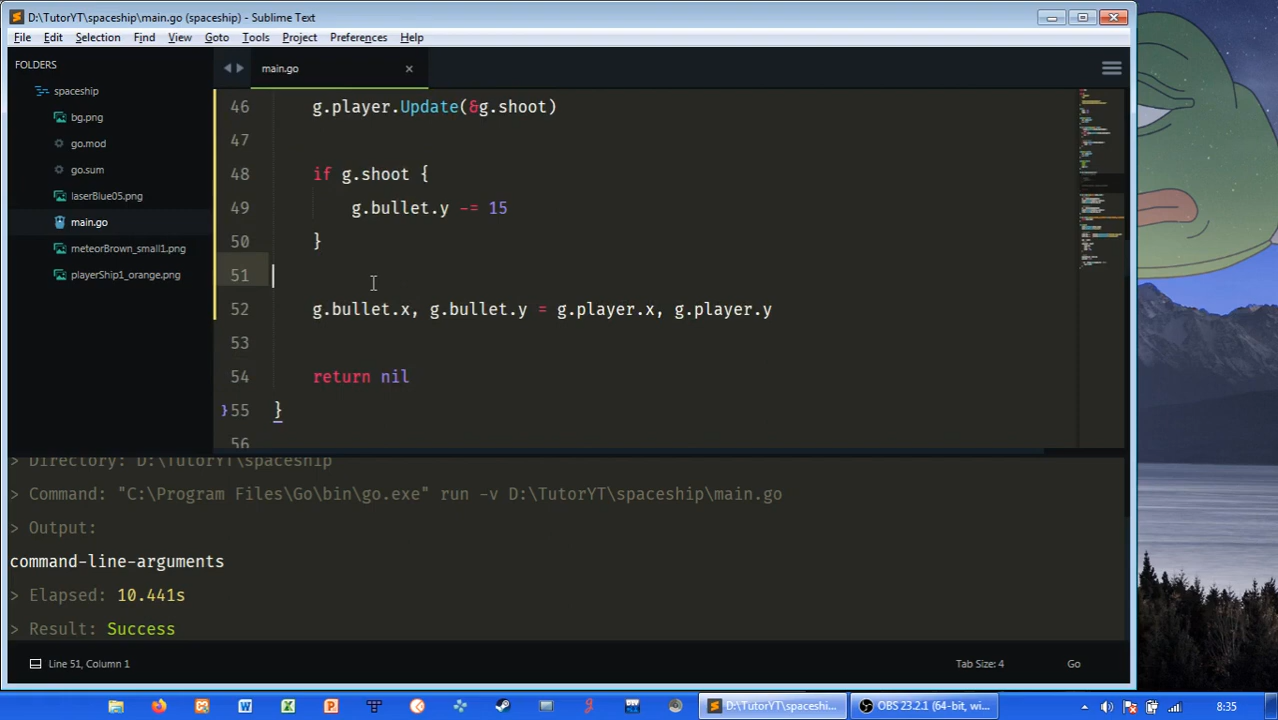 D:\TutorYT\spaceship\main.go (spaceship) - Sublime Text
File Edit Selection Find View Goto Tools Project Preferences Help
FOLDERS
spaceship
bg.png
go.mod
go.sum
laserBlue05.png
main.go
meteorBrown_small1.png
playerShip1_orange.png
main.go
46 g.player.Update(&g.shoot)
47
48 if g.shoot {
49 g.bullet.y -= 15
50 }
51
52 g.bullet.x, g.bullet.y = g.player.x, g.player.y
53
54 return nil
55 }
56
> Directory: D:\TutorYT\spaceship
> Command: "C:\Program Files\Go\bin\go.exe" run -v D:\TutorYT\spaceship\main.go
> Output:
command-line-arguments
> Elapsed: 10.441s
> Result: Success
Line 51, Column 1 Tab Size: 4 Go
D:\TutorYT\spaceshi... OBS 23.2.1 (64-bit, wi... 8:35